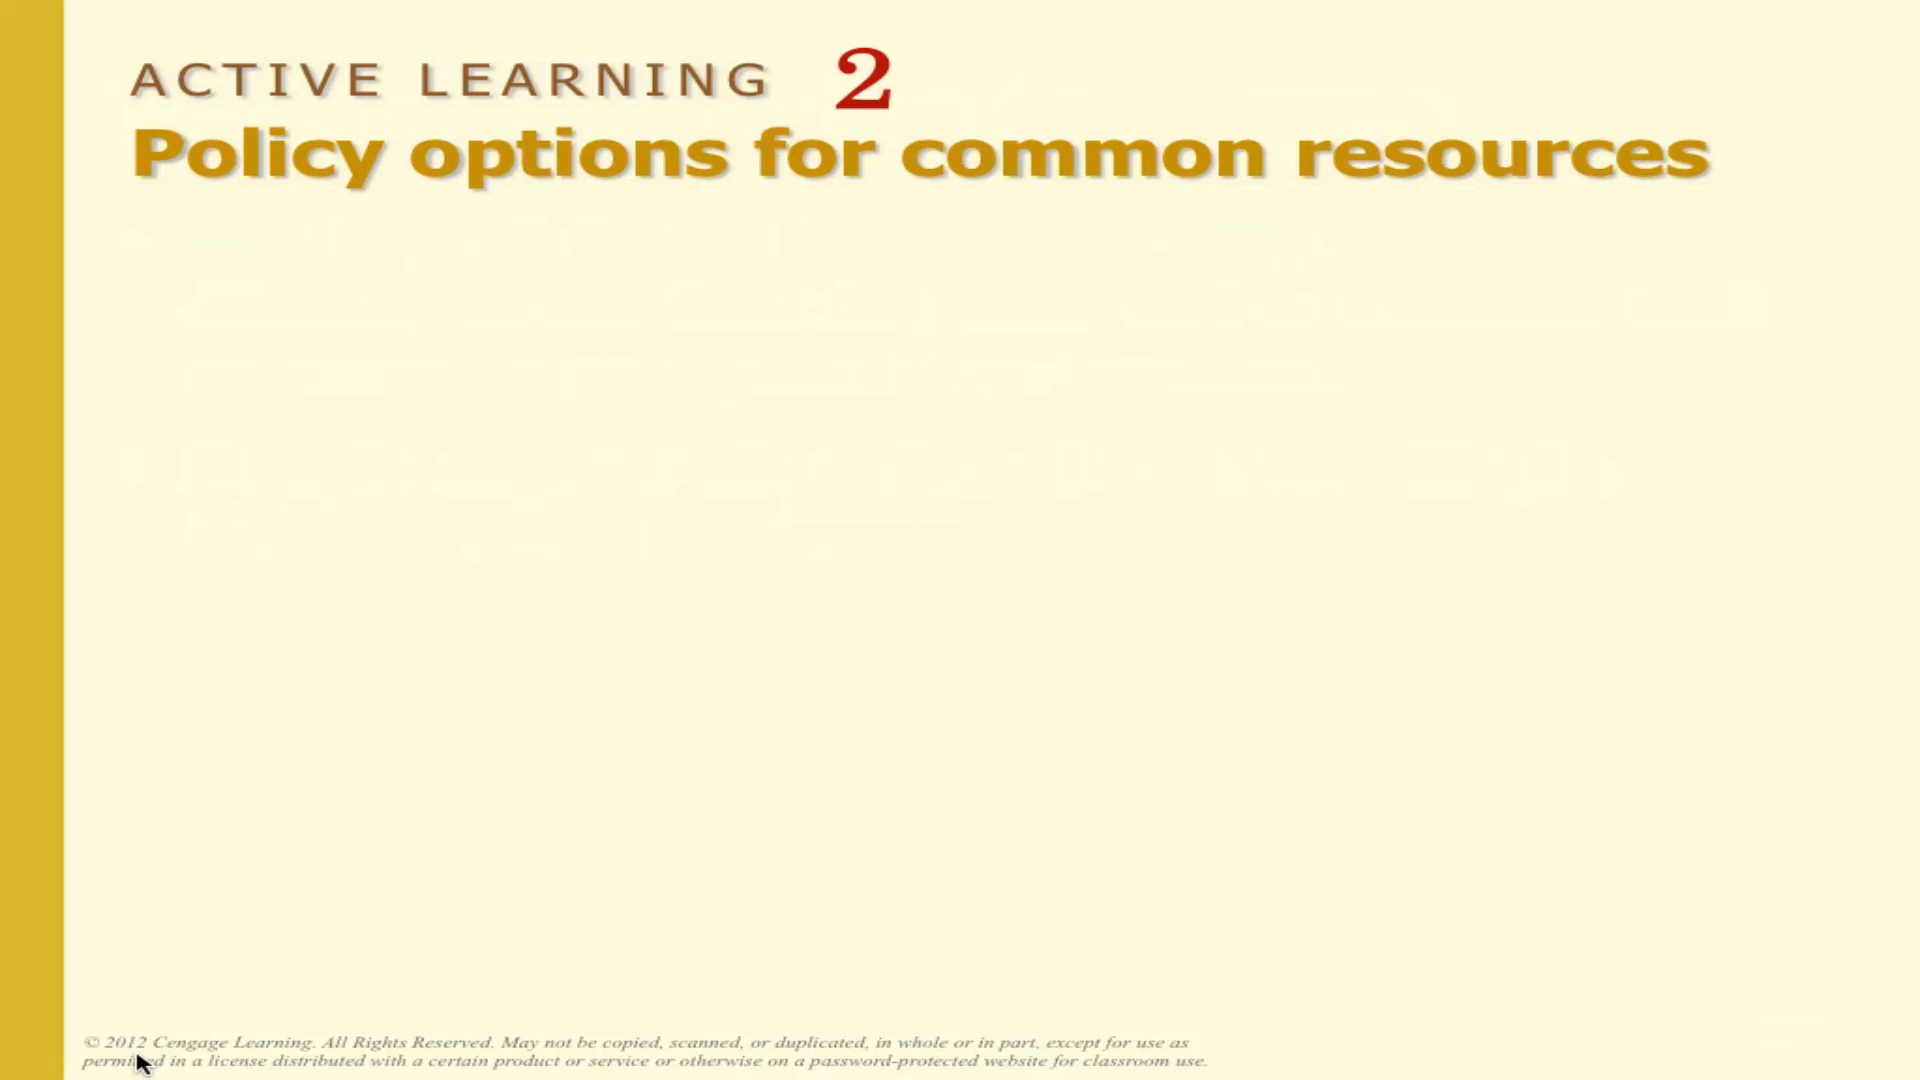 ACTIVE LEARNING 2
Policy options for common resources
© 2012 Cengage Learning. All Rights Reserved. May not be copied, scanned, or duplicated, in whole or in part, except for use as
permitted in a license distributed with a certain product or service or otherwise on a password-protected website for classroom use.